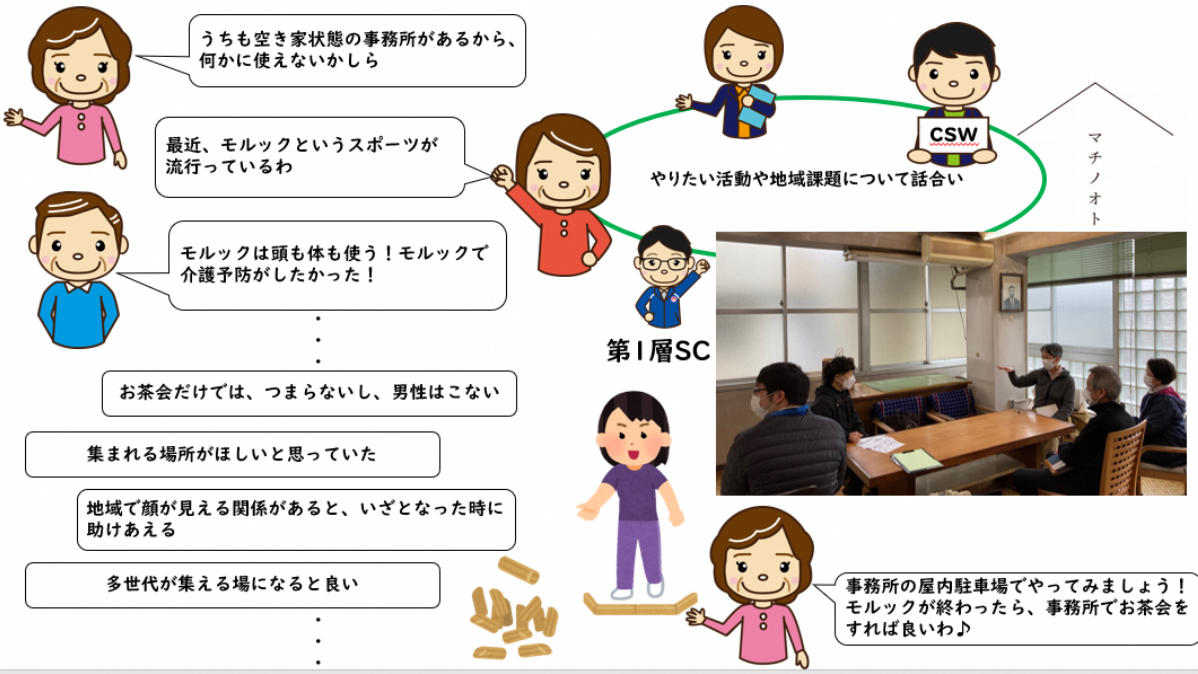 うちも空き家状態の事務所があるから、
何かに使えないかしら
最近、モルックというスポーツが
流行っているわ
モルックは頭も体も使う！モルックで
介護予防がしたかった！
お茶会だけでは、つまらないし、男性はこない
集まれる場所がほしいと思っていた
地域で顔が見える関係があると、いざとなった時に
助けあえる
多世代が集える場になると良い
CSW
やりたい活動や地域課題について話合い
マチノオト
第1層SC
事務所の屋内駐車場でやってみましょう！
モルックが終わったら、事務所でお茶会を
すれば良いわ♪